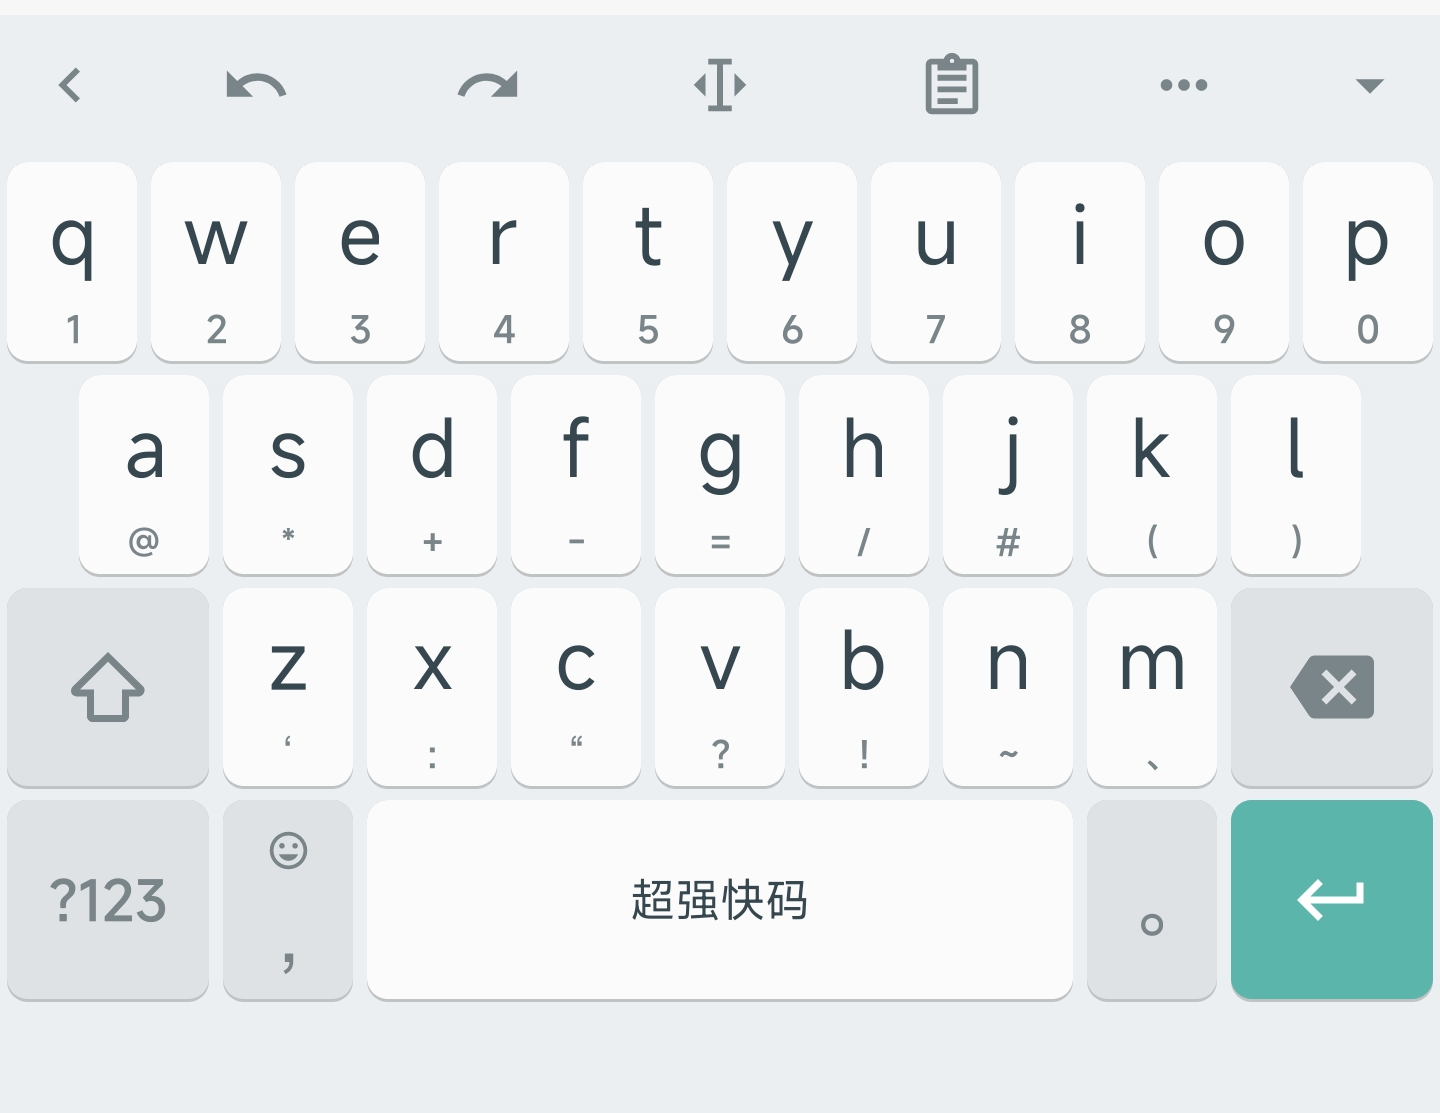 q w e r t y u i o p
1 2 3 4 5 6 7 8 9 0
a s d f g h j k l
@ * + - = / # ( )
z x c v b n m
‘ : “ ? ! ~ 、
?123 , 超强快码 。